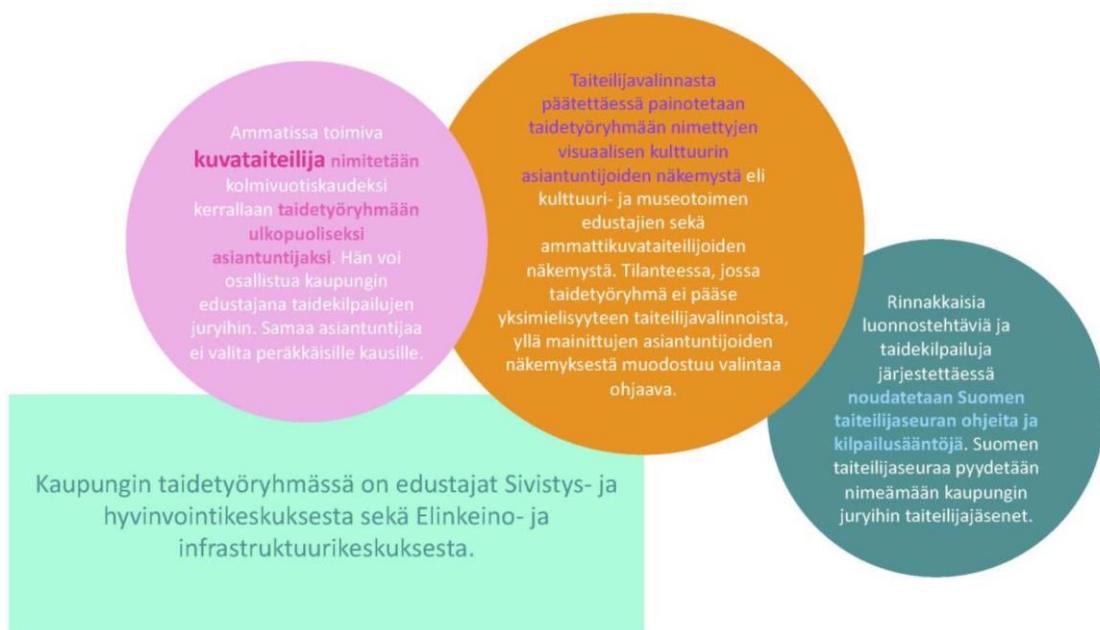 Ammatissa toimiva
kuvataiteilija nimitetään
kolmivuotiskaudeksi
kerrallaan taidetyöryhmään
ulkopuoliseksi
asiantuntijaksi. Hän voi
osallistua kaupungin
edustajana taidekilpailujen
juryihin. Samaa asiantuntijaa
ei valita peräkkäisille kausille.
Taiteilijavalinnasta
päätettäessä painotetaan
taidetyöryhmään nimettyjen
visuaalisen kulttuurin
asiantuntijoiden näkemystä eli
kulttuuri- ja museotoimen
edustajien sekä
ammattikuvataiteilijoiden
näkemystä. Tilanteessa, jossa
taidetyöryhmä ei pääse
yksimielisyyteen taiteilijavalinnoista,
yllä mainittujen asiantuntijoiden
näkemyksestä muodostuu valintaa
ohjaava.
Rinnakkaisia
luonnostehtäviä ja
taidekilpailuja
järjestettäessä
noudatetaan Suomen
taiteilijaseuran ohjeita ja
kilpailusääntöjä. Suomen
taiteilijaseuraa pyydetään
nimeämään kaupungin
juryihin taiteilijajäsenet.
Kaupungin taidetyöryhmässä on edustajat Sivistys- ja
hyvinvointikeskuksesta sekä Elinkeino- ja
infrastruktuurikeskuksesta.